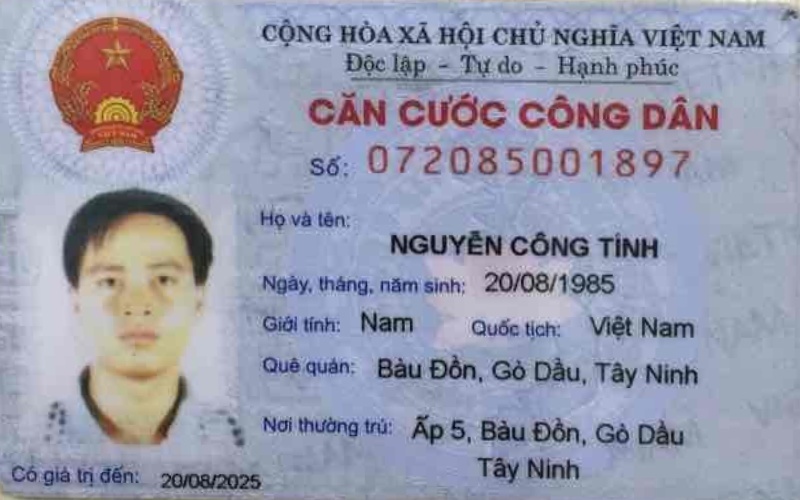 CỘNG HÒA XÃ HỘI CHỦ NGHĨA VIỆT NAM
Độc lập - Tự do - Hạnh phúc
CĂN CƯỚC CÔNG DÂN
Số: 072085001897
Họ và tên:
NGUYỄN CÔNG TÍNH
Ngày, tháng, năm sinh: 20/08/1985
Giới tính: Nam Quốc tịch: Việt Nam
Quê quán: Bàu Đồn, Gò Dầu, Tây Ninh
Nơi thường trú: Ấp 5, Bàu Đồn, Gò Dầu
Tây Ninh
Có giá trị đến: 20/08/2025